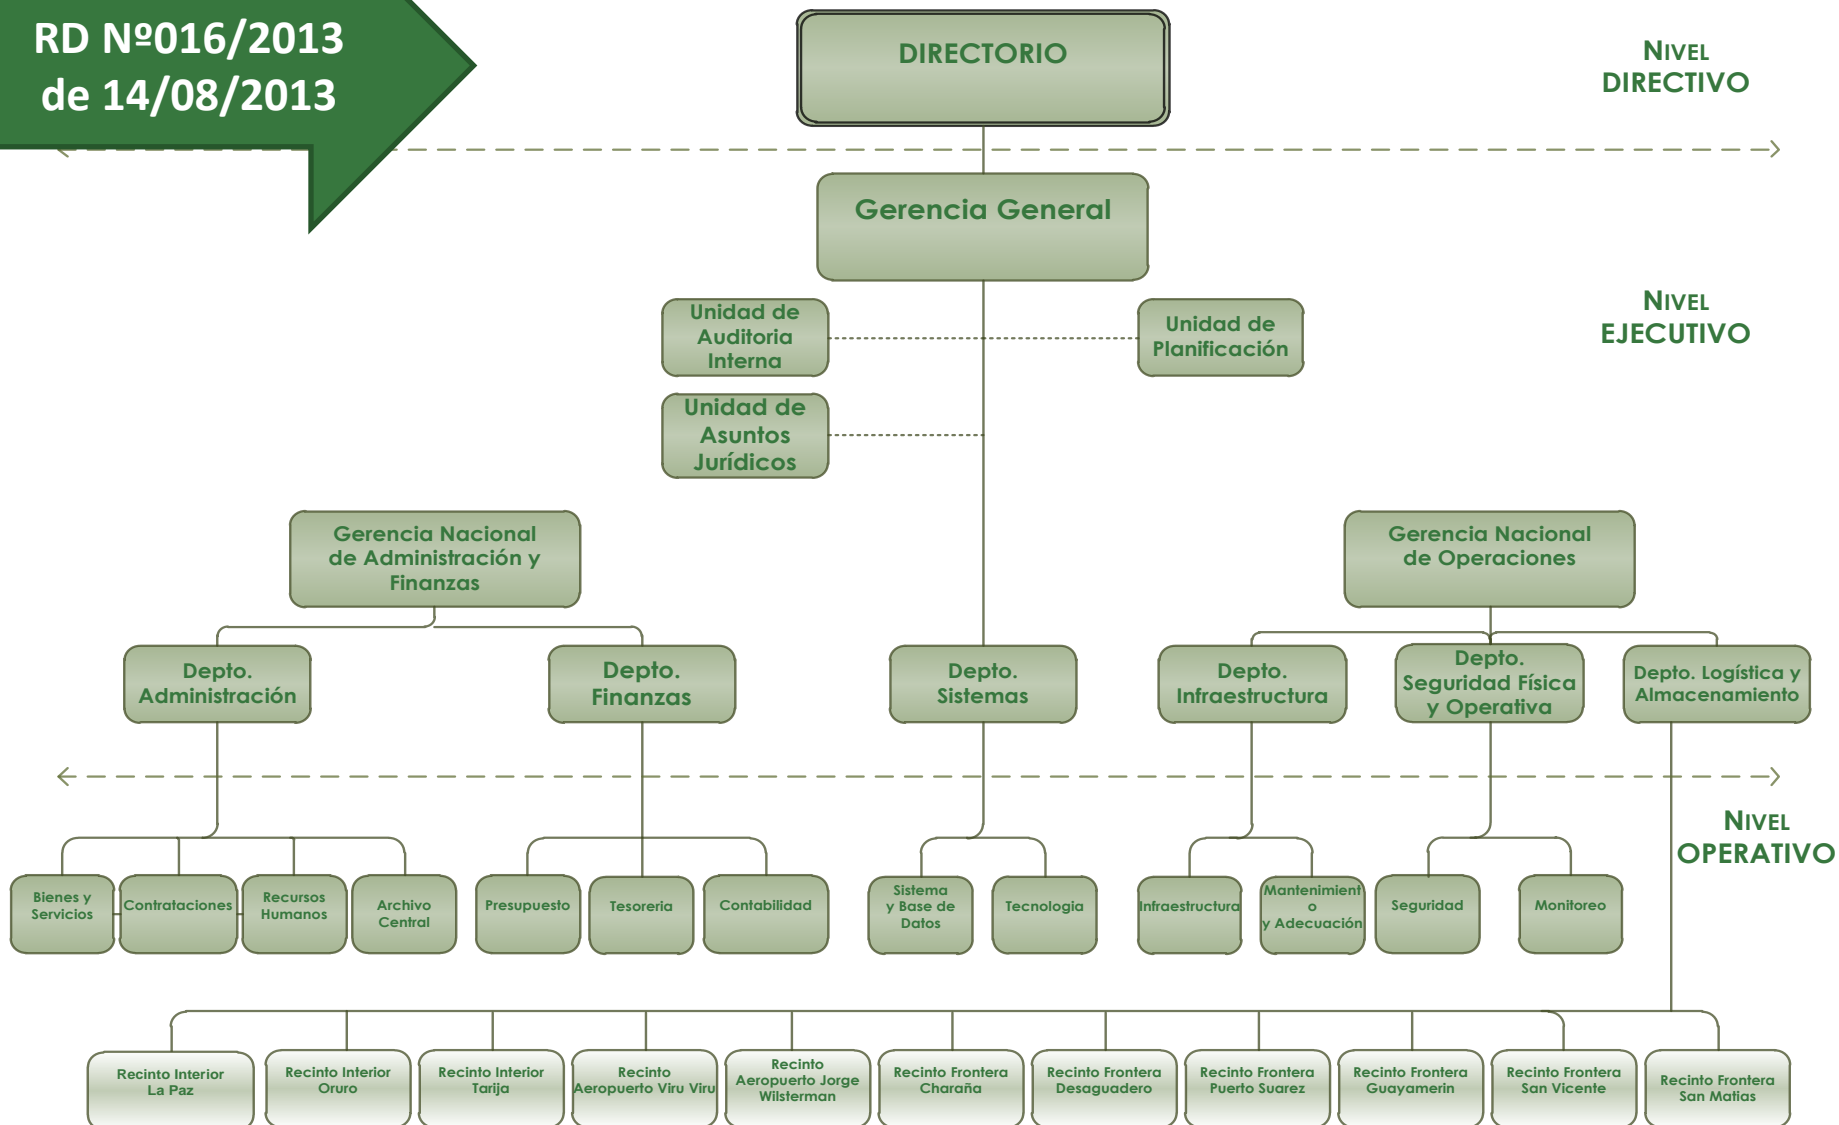 RD Nº016/2013
de 14/08/2013
DIRECTORIO
NIVEL
DIRECTIVO
Gerencia General
NIVEL
EJECUTIVO
Unidad de
Auditoria
Interna
Unidad de
Planificación
Unidad de
Asuntos
Jurídicos
Gerencia Nacional
de Administración y
Finanzas
Gerencia Nacional
de Operaciones
Depto.
Administración
Depto.
Finanzas
Depto.
Sistemas
Depto.
Infraestructura
Depto.
Seguridad Física
y Operativa
Depto. Logística y
Almacenamiento
NIVEL
OPERATIVO
Bienes y
Servicios
Contrataciones
Recursos
Humanos
Archivo
Central
Presupuesto
Tesoreria
Contabilidad
Sistema
y Base de
Datos
Tecnologia
Infraestructura
Mantenimient
o
y Adecuación
Seguridad
Monitoreo
Recinto Interior
La Paz
Recinto Interior
Oruro
Recinto Interior
Tarija
Recinto
Aeropuerto Viru Viru
Recinto
Aeropuerto Jorge
Wilsterman
Recinto Frontera
Charaña
Recinto Frontera
Desaguadero
Recinto Frontera
Puerto Suarez
Recinto Frontera
Guayamerin
Recinto Frontera
San Vicente
Recinto Frontera
San Matias